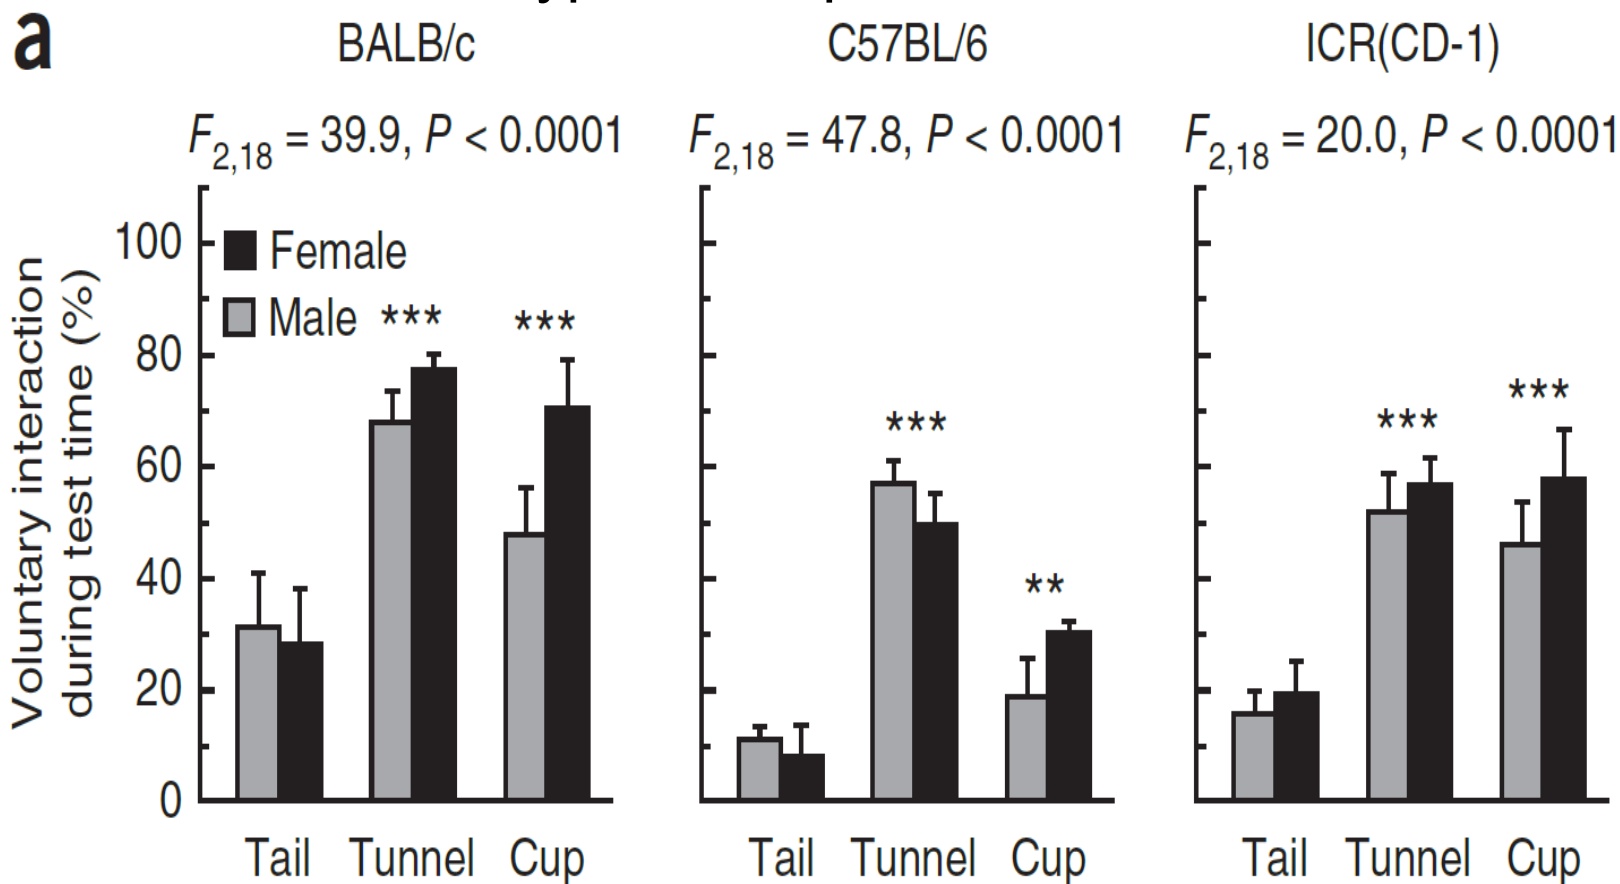 a
BALB/c
C57BL/6
ICR(CD-1)
F2,18 = 39.9, P < 0.0001
F2,18 = 47.8, P < 0.0001
F2,18 = 20.0, P < 0.0001
Voluntary interaction
during test time (%)
100
80
60
40
20
0
Female
Male
***
***
***
**
***
***
Tail Tunnel Cup
Tail Tunnel Cup
Tail Tunnel Cup